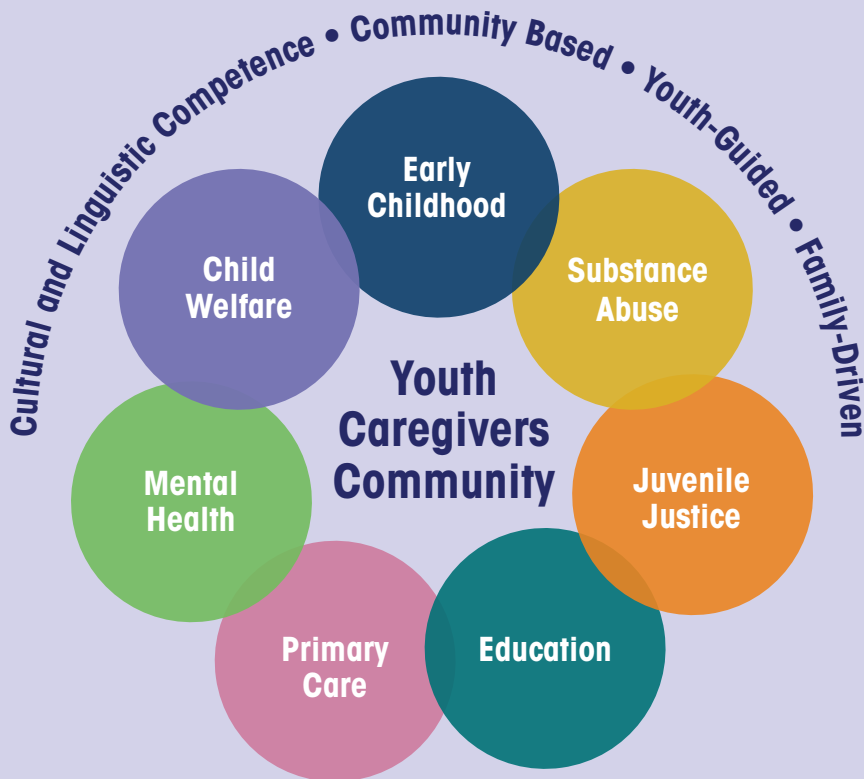 Cultural and Linguistic Competence • Community Based • Youth-Guided • Family-Driven
Early
Childhood
Child
Welfare
Substance
Abuse
Youth
Caregivers
Community
Mental
Health
Juvenile
Justice
Primary
Care
Education